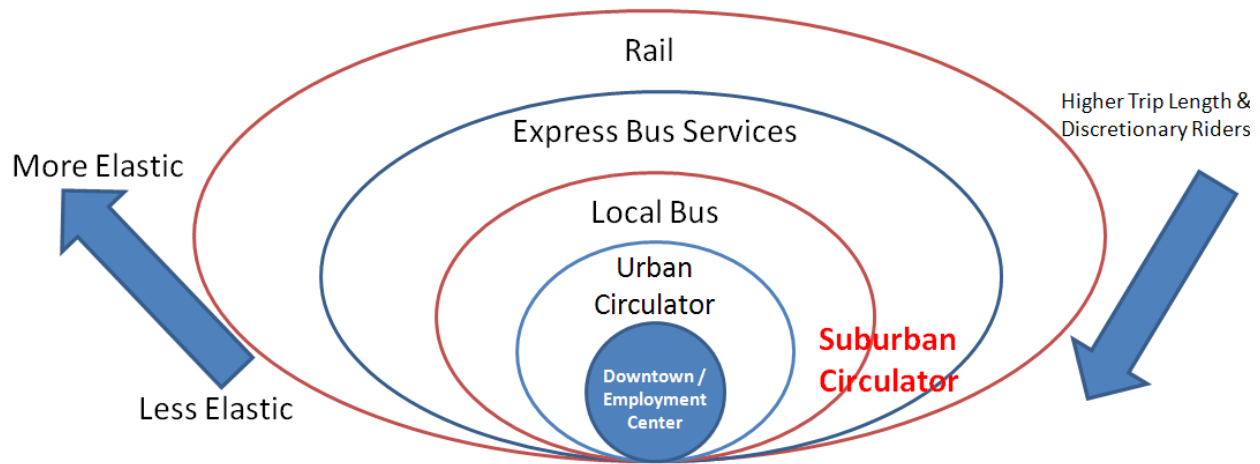 Rail
Higher Trip Length &
Discretionary Riders
Express Bus Services
More Elastic
Local Bus
Urban
Circulator
Suburban
Circulator
Downtown /
Employment
Center
Less Elastic